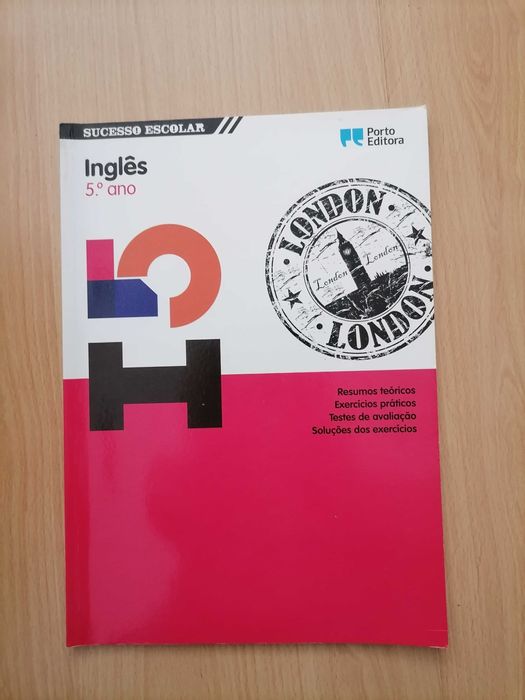 SUCESSO ESCOLAR
Porto
Editora
Inglês
5.º ano
LONDON
London
London
LONDON
5
I
Resumos teóricos
Exercícios práticos
Testes de avaliação
Soluções dos exercícios